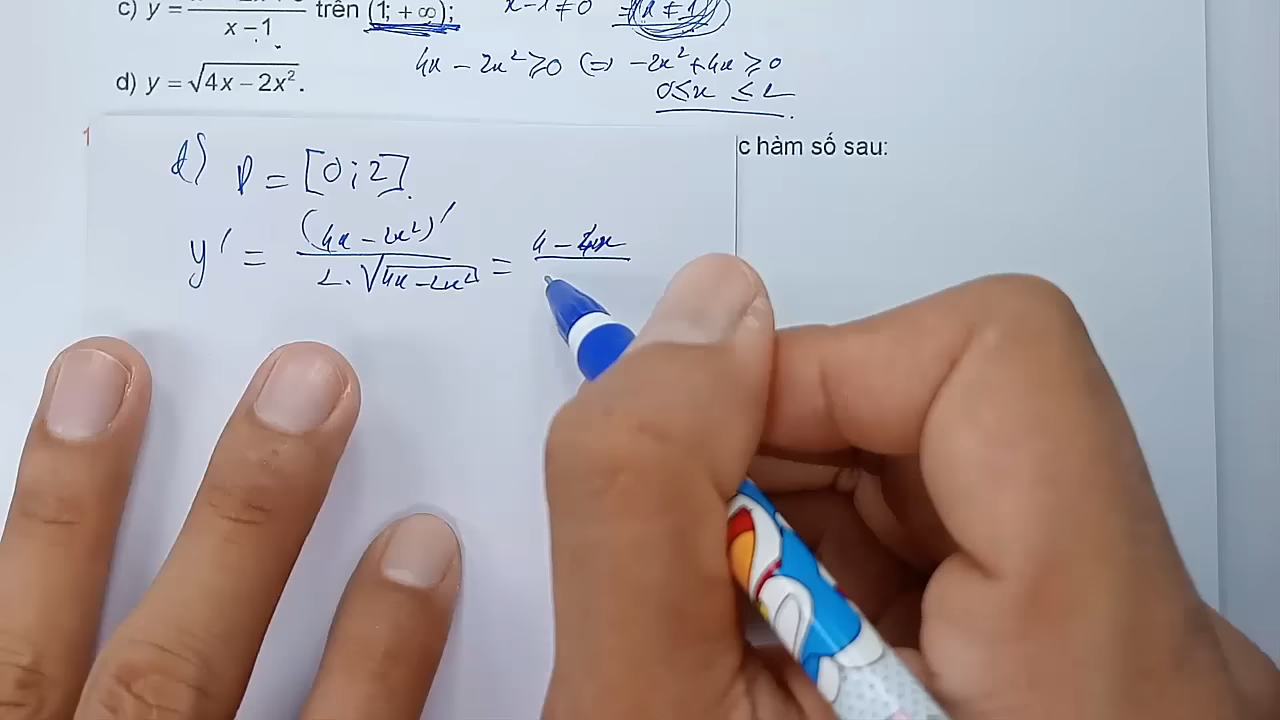 c) y = x − 1 trên (1; +∞); x−1≠0 x≠1
4x − 2x² ⩾ 0 ⇔ −2x² + 4x ⩾ 0
d) y = √(4x − 2x²).
0 ≤ x ≤ 2
1 c hàm số sau:
d) D = [0;2].
y' = (4x − 2x²)' / 2.√(4x−2x²) = 4 − 4x